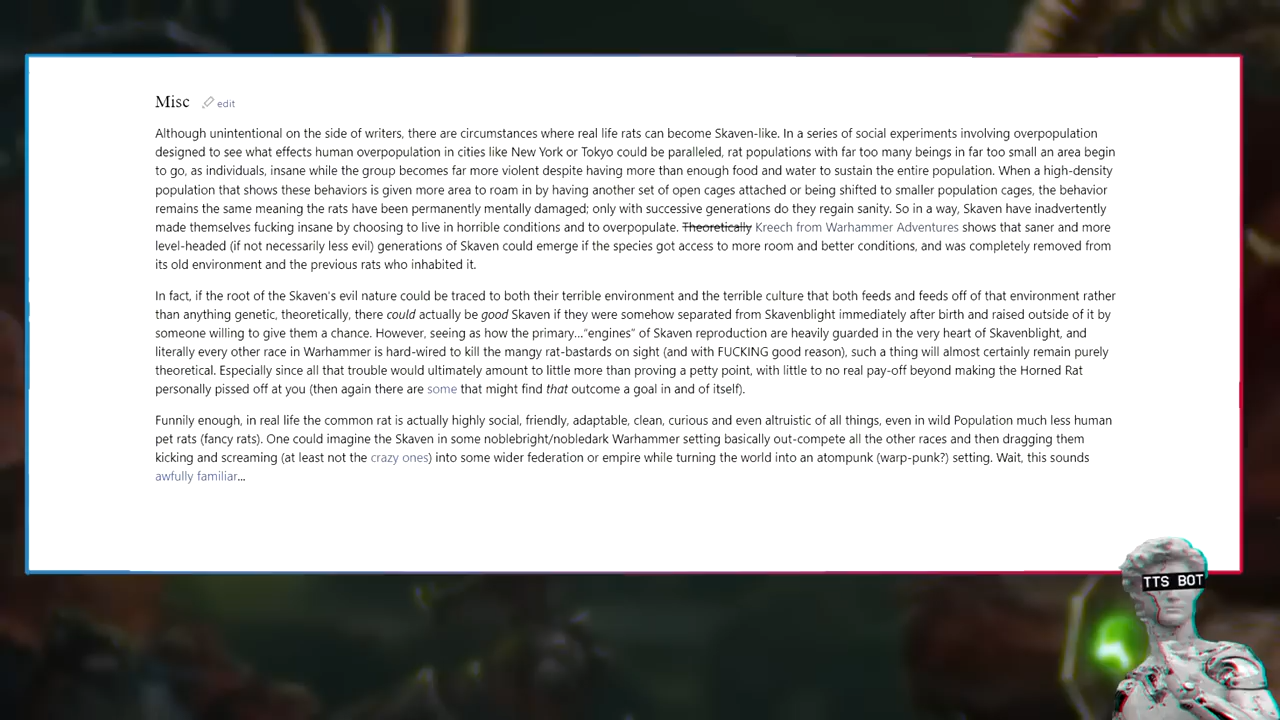 Misc edit
Although unintentional on the side of writers, there are circumstances where real life rats can become Skaven-like. In a series of social experiments involving overpopulation
designed to see what effects human overpopulation in cities like New York or Tokyo could be paralleled, rat populations with far too many beings in far too small an area begin
to go, as individuals, insane while the group becomes far more violent despite having more than enough food and water to sustain the entire population. When a high-density
population that shows these behaviors is given more area to roam in by having another set of open cages attached or being shifted to smaller population cages, the behavior
remains the same meaning the rats have been permanently mentally damaged; only with successive generations do they regain sanity. So in a way, Skaven have inadvertently
made themselves fucking insane by choosing to live in horrible conditions and to overpopulate. Theoretically Kreech from Warhammer Adventures shows that saner and more
level-headed (if not necessarily less evil) generations of Skaven could emerge if the species got access to more room and better conditions, and was completely removed from
its old environment and the previous rats who inhabited it.
In fact, if the root of the Skaven's evil nature could be traced to both their terrible environment and the terrible culture that both feeds and feeds off of that environment rather
than anything genetic, theoretically, there could actually be good Skaven if they were somehow separated from Skavenblight immediately after birth and raised outside of it by
someone willing to give them a chance. However, seeing as how the primary...“engines” of Skaven reproduction are heavily guarded in the very heart of Skavenblight, and
literally every other race in Warhammer is hard-wired to kill the mangy rat-bastards on sight (and with FUCKING good reason), such a thing will almost certainly remain purely
theoretical. Especially since all that trouble would ultimately amount to little more than proving a petty point, with little to no real pay-off beyond making the Horned Rat
personally pissed off at you (then again there are some that might find that outcome a goal in and of itself).
Funnily enough, in real life the common rat is actually highly social, friendly, adaptable, clean, curious and even altruistic of all things, even in wild Population much less human
pet rats (fancy rats). One could imagine the Skaven in some noblebright/nobledark Warhammer setting basically out-compete all the other races and then dragging them
kicking and screaming (at least not the crazy ones) into some wider federation or empire while turning the world into an atompunk (warp-punk?) setting. Wait, this sounds
awfully familiar...
TTS BOT